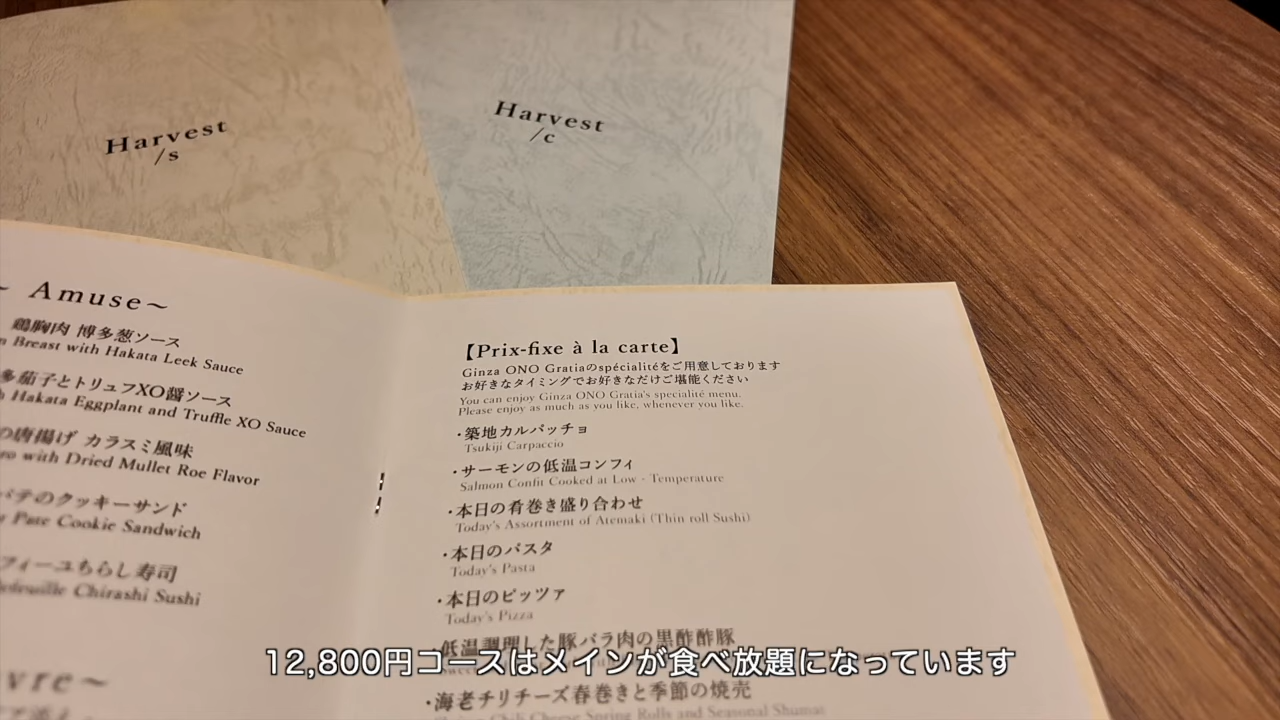 Harvest
/s
Harvest
/c
~ Amuse~
鶏胸肉 博多葱ソース
Breast with Hakata Leek Sauce
多茄子とトリュフXO醤ソース
Hakata Eggplant and Truffle XO Sauce
の唐揚げ カラスミ風味
with Dried Mullet Roe Flavor
パテのクッキーサンド
Pate Cookie Sandwich
フィーユちらし寿司
Chirashi Sushi
vre~
【Prix-fixe à la carte】
Ginza ONO Gratiaのspécialitéをご用意しております
お好きなタイミングでお好きなだけご堪能ください
You can enjoy Ginza ONO Gratia's specialité menu.
Please enjoy as much as you like, whenever you like.
・築地カルパッチョ
Tsukiji Carpaccio
・サーモンの低温コンフィ
Salmon Confit Cooked at Low - Temperature
・本日の肴巻き盛り合わせ
Today's Assortment of Atemaki (Thin roll Sushi)
・本日のパスタ
Today's Pasta
・本日のピッツァ
Today's Pizza
低温調理した豚バラ肉の黒酢酢豚
12,800円コースはメインが食べ放題になっています
・海老チリチーズ春巻きと季節の焼売
Chili Cheese Spring Rolls and Seasonal Shumai